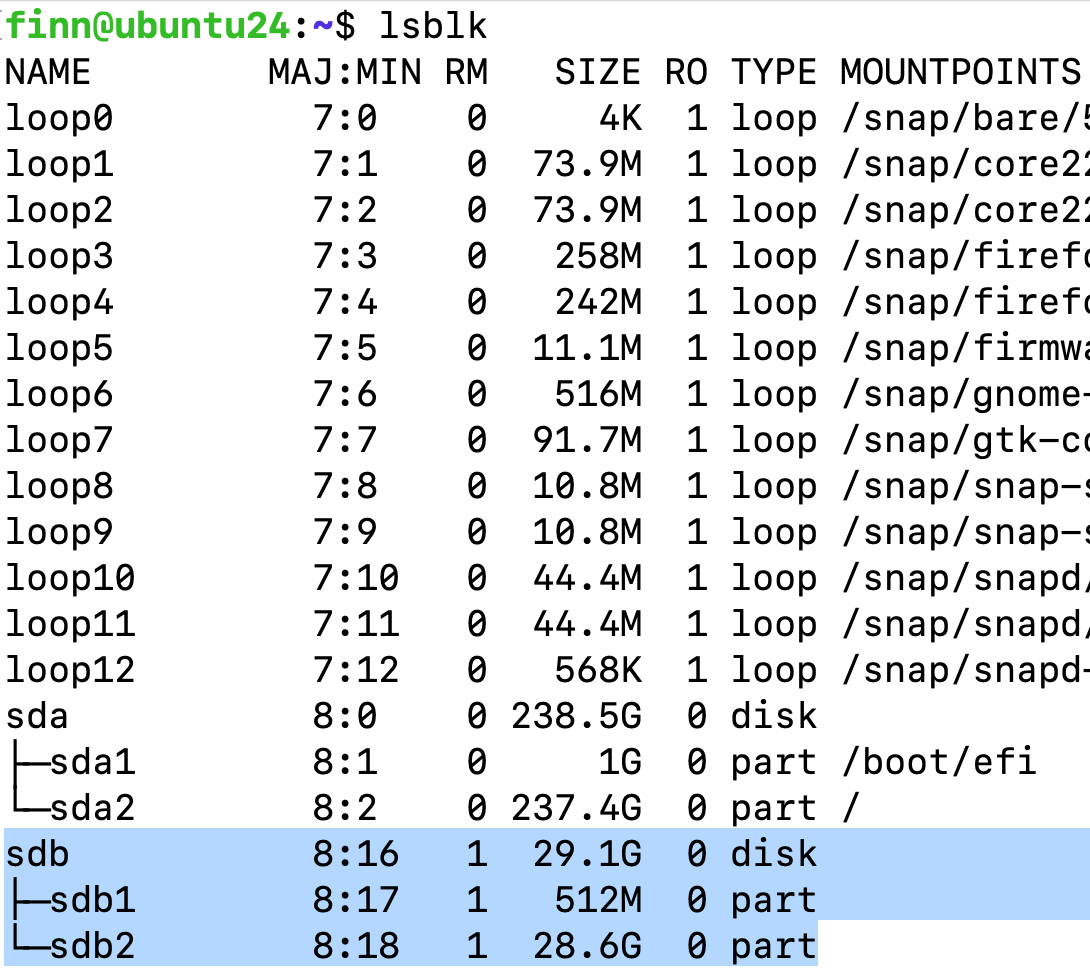 finn@ubuntu24:~$ lsblk
NAME MAJ:MIN RM SIZE RO TYPE MOUNTPOINTS
loop0 7:0 0 4K 1 loop /snap/bare/5
loop1 7:1 0 73.9M 1 loop /snap/core22
loop2 7:2 0 73.9M 1 loop /snap/core22
loop3 7:3 0 258M 1 loop /snap/firefo
loop4 7:4 0 242M 1 loop /snap/firefo
loop5 7:5 0 11.1M 1 loop /snap/firmwa
loop6 7:6 0 516M 1 loop /snap/gnome-
loop7 7:7 0 91.7M 1 loop /snap/gtk-co
loop8 7:8 0 10.8M 1 loop /snap/snap-s
loop9 7:9 0 10.8M 1 loop /snap/snap-s
loop10 7:10 0 44.4M 1 loop /snap/snapd/
loop11 7:11 0 44.4M 1 loop /snap/snapd/
loop12 7:12 0 568K 1 loop /snap/snapd-
sda 8:0 0 238.5G 0 disk
├─sda1 8:1 0 1G 0 part /boot/efi
└─sda2 8:2 0 237.4G 0 part /
sdb 8:16 1 29.1G 0 disk
├─sdb1 8:17 1 512M 0 part
└─sdb2 8:18 1 28.6G 0 part